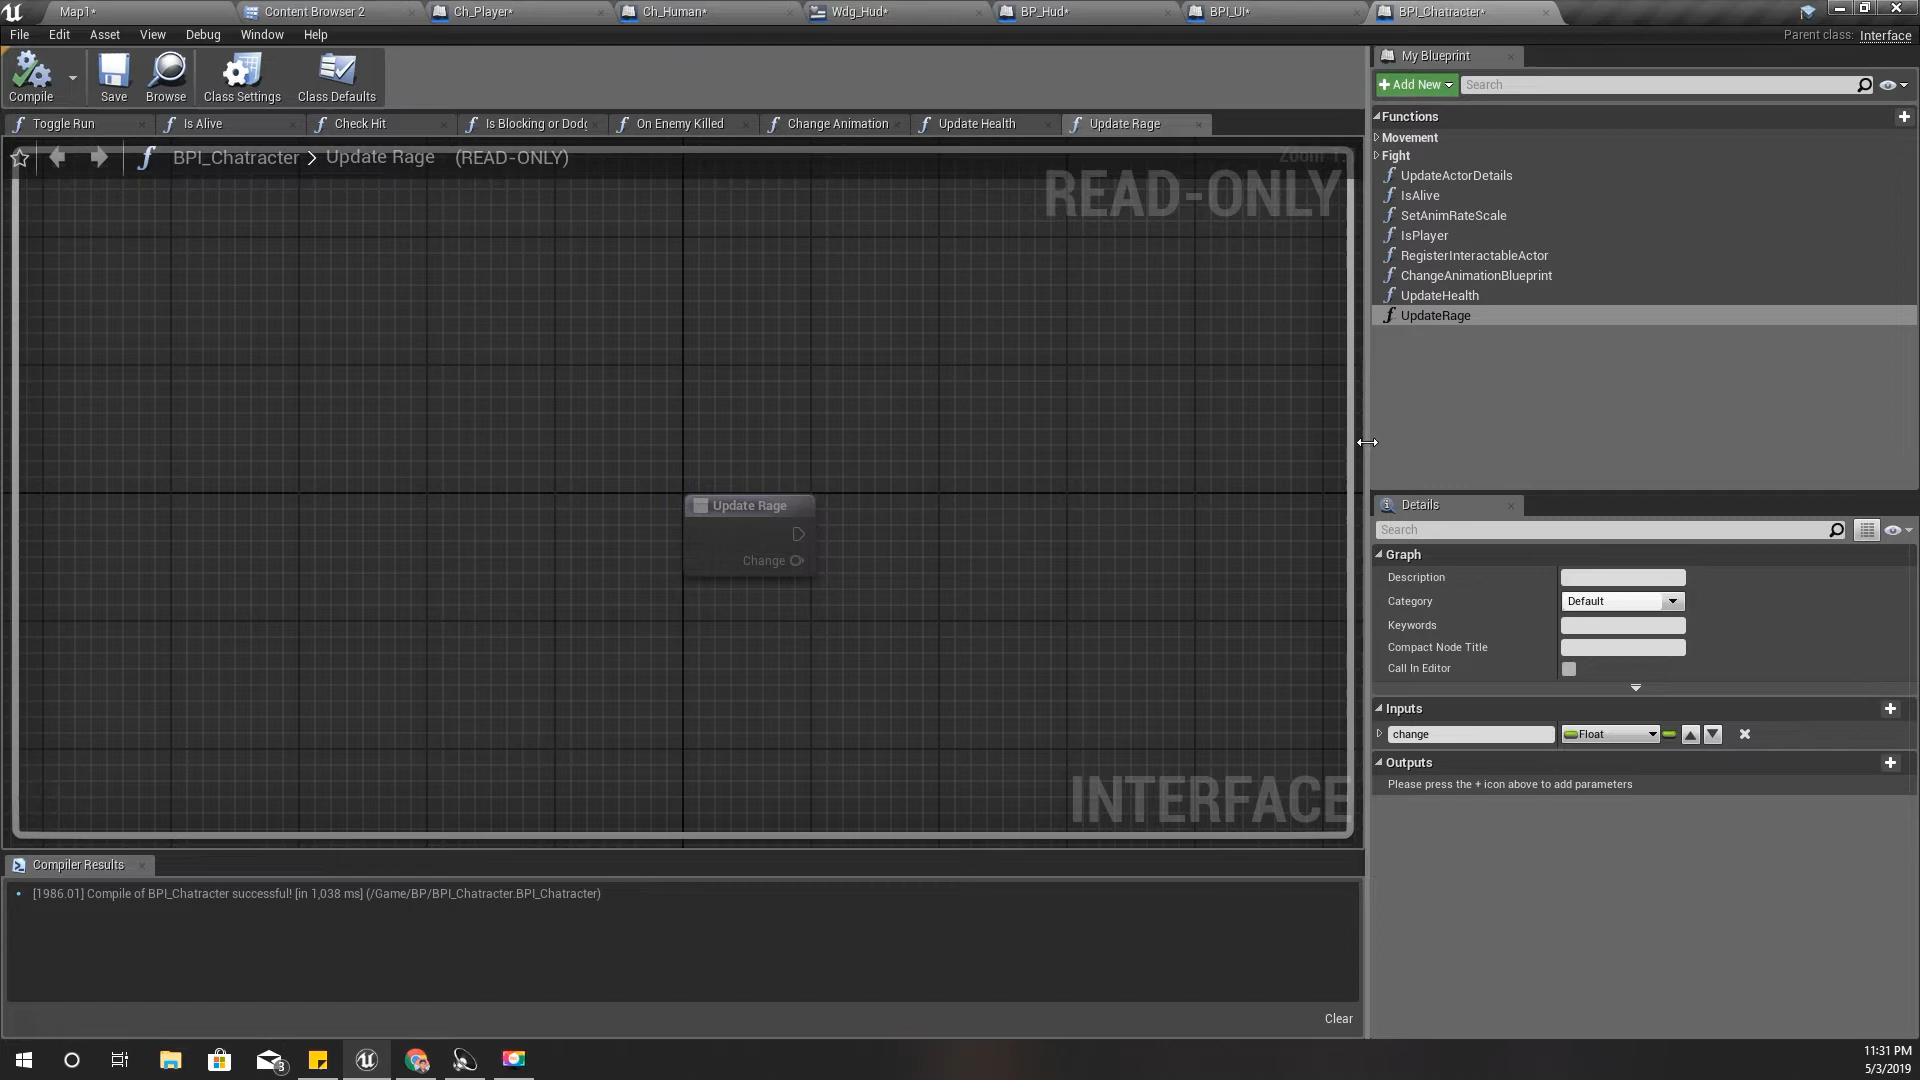 Map1*
Content Browser 2
Ch_Player*
Ch_Human*
Wdg_Hud*
BP_Hud*
BPI_UI*
BPI_Chatracter*
File Edit Asset View Debug Window Help
Parent class: Interface
Compile
Save
Browse
Class Settings
Class Defaults
My Blueprint
Add New
Search
Toggle Run
Is Alive
Check Hit
Is Blocking or Dodg
On Enemy Killed
Change Animation
Update Health
Update Rage
BPI_Chatracter > Update Rage (READ-ONLY)
Zoom 1:
READ-ONLY
Functions
Movement
Fight
UpdateActorDetails
IsAlive
SetAnimRateScale
IsPlayer
RegisterInteractableActor
ChangeAnimationBlueprint
UpdateHealth
UpdateRage
Update Rage
Change
INTERFACE
Details
Search
Graph
Description
Category Default
Keywords
Compact Node Title
Call In Editor
Inputs
change Float
Outputs
Please press the + icon above to add parameters
Compiler Results
[1986.01] Compile of BPI_Chatracter successful! [in 1,038 ms] (/Game/BP/BPI_Chatracter.BPI_Chatracter)
Clear
3
11:31 PM
5/3/2019